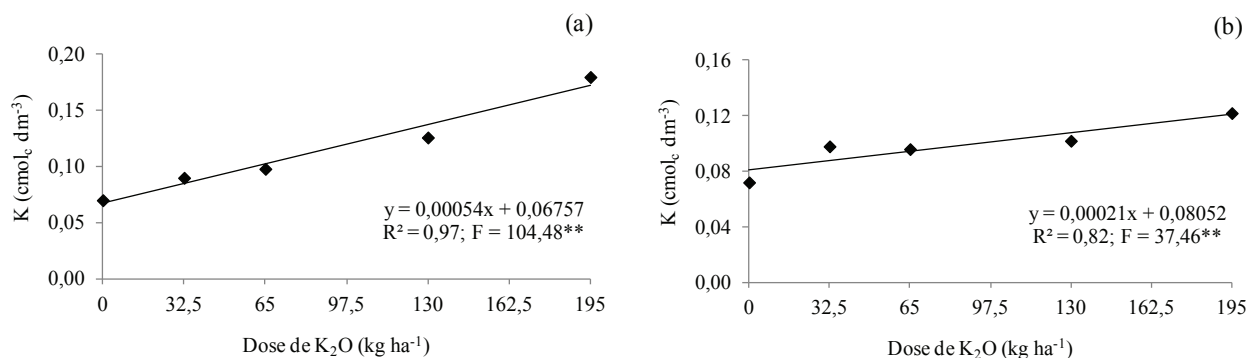 (a)
0,20
0,15
0,10
0,05
0,00
K (cmol_c dm⁻³)
y = 0,00054x + 0,06757
R² = 0,97; F = 104,48**
0 32,5 65 97,5 130 162,5 195
Dose de K₂O (kg ha⁻¹)
(b)
0,16
0,12
0,08
0,04
0,00
K (cmol_c dm⁻³)
y = 0,00021x + 0,08052
R² = 0,82; F = 37,46**
0 32,5 65 97,5 130 162,5 195
Dose de K₂O (kg ha⁻¹)